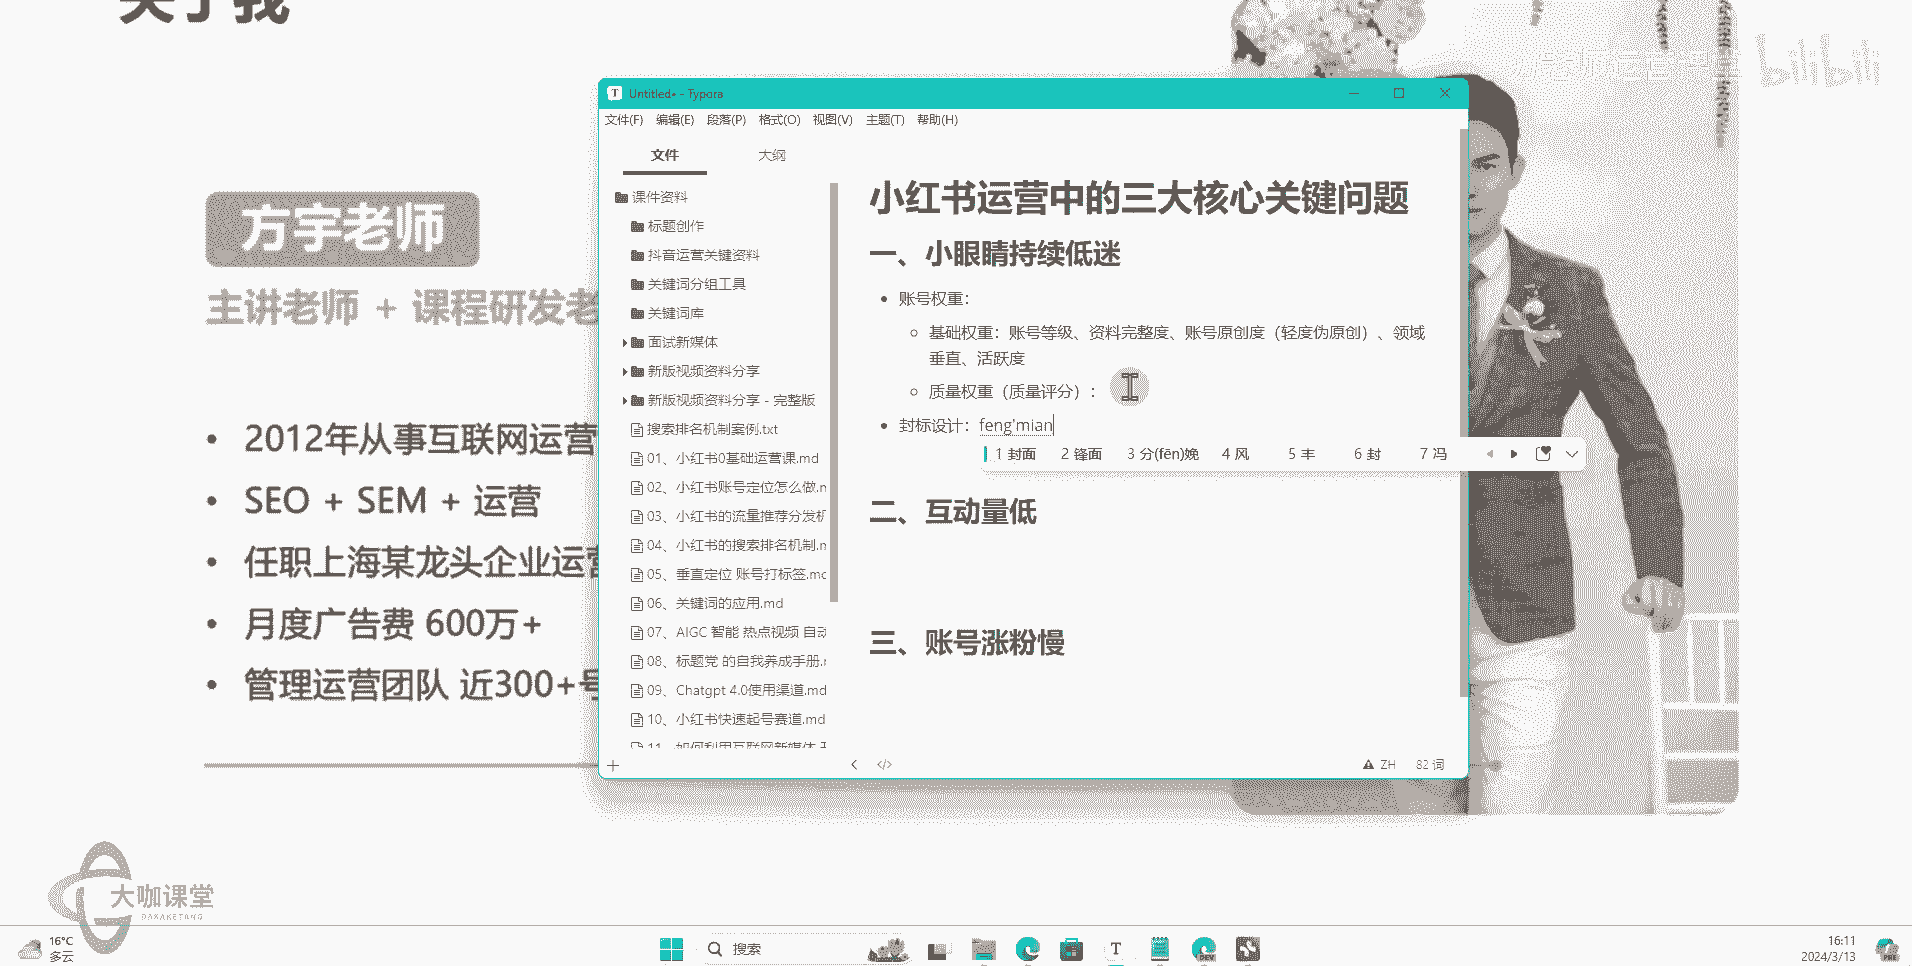 关于我
bilibili
方宇老师
主讲老师 + 课程研发老
• 2012年从事互联网运营
• SEO + SEM + 运营
• 任职上海某龙头企业运营
• 月度广告费 600万+
• 管理运营团队 近300+号
Untitled• - Typora
文件(F) 编辑(E) 段落(P) 格式(O) 视图(V) 主题(T) 帮助(H)
文件 大纲
课件资料
标题创作
抖音运营关键资料
关键词分组工具
关键词库
面试新媒体
新版视频资料分享
新版视频资料分享 - 完整版
搜索排名机制案例.txt
01、小红书0基础运营课.md
02、小红书账号定位怎么做.m
03、小红书的流量推荐分发机
04、小红书的搜索排名机制.m
05、垂直定位 账号打标签.mc
06、关键词的应用.md
07、AIGC 智能 热点视频 自动
08、标题党 的自我养成手册.
09、Chatgpt 4.0使用渠道.md
10、小红书快速起号赛道.md
11、如何利用互联网新媒体
小红书运营中的三大核心关键问题
一、小眼睛持续低迷
• 账号权重：
基础权重：账号等级、资料完整度、账号原创度（轻度伪原创）、领域
垂直、活跃度
质量权重（质量评分）：
• 封标设计：feng'mian
1 封面 2 锋面 3 分(fēn)娩 4 风 5 丰 6 封 7 冯
二、互动量低
三、账号涨粉慢
</> ZH 82 词
大咖课堂
DAKAKETANG
16°C
多云
搜索
T
DEV
16:11
2024/3/13
PRE